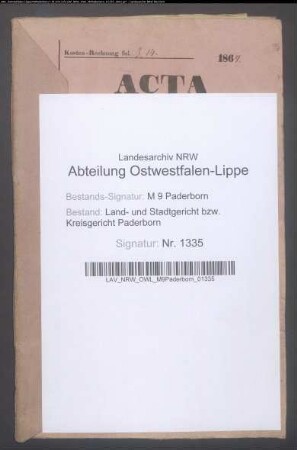 Kosten-Rechnung fol.
186
ACTA
Landesarchiv NRW
Abteilung Ostwestfalen-Lippe
Bestands-Signatur: M 9 Paderborn
Bestand: Land- und Stadtgericht bzw.
Kreisgericht Paderborn
Signatur: Nr. 1335
LAV_NRW_OWL_M9Paderborn_01335